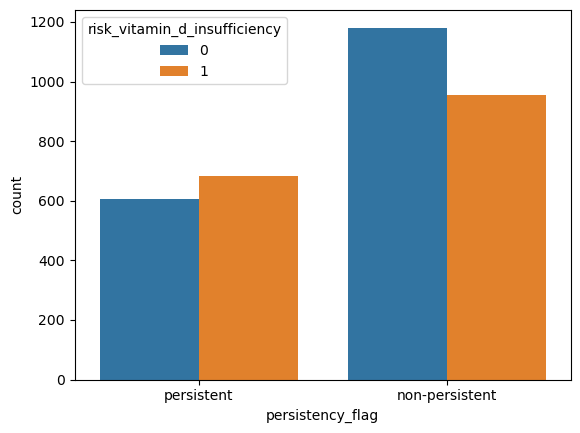 risk_vitamin_d_insufficiency
0
1
1200
1000
800
600
400
200
0
count
persistent non-persistent
persistency_flag